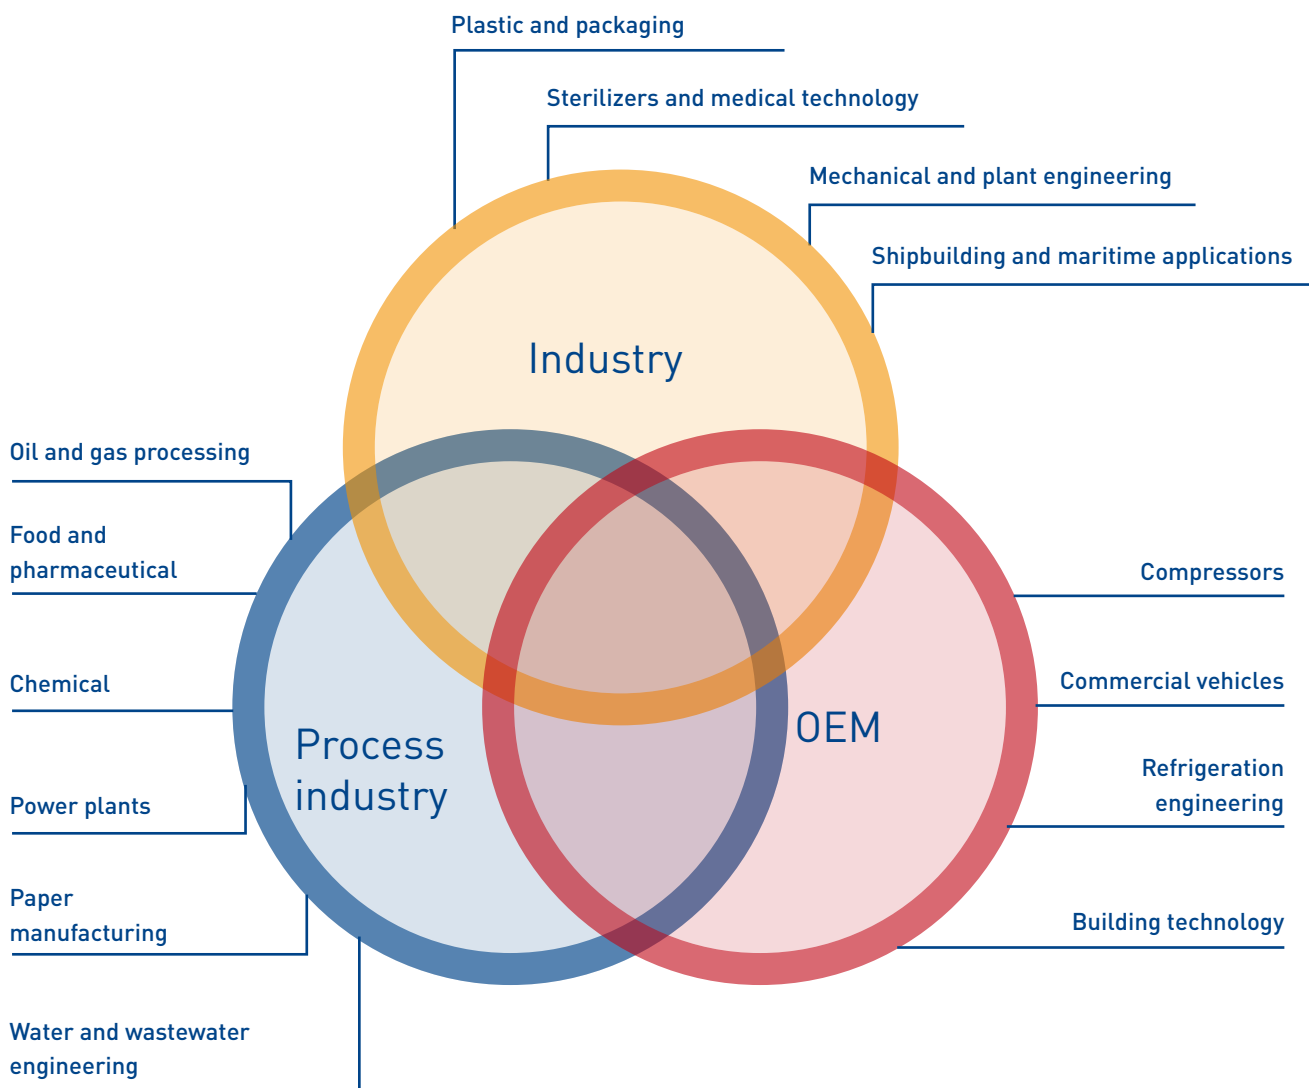 Plastic and packaging
Sterilizers and medical technology
Mechanical and plant engineering
Shipbuilding and maritime applications
Industry
Oil and gas processing
Food and
pharmaceutical
Chemical
Power plants
Paper
manufacturing
Water and wastewater
engineering
Process
industry
OEM
Compressors
Commercial vehicles
Refrigeration
engineering
Building technology